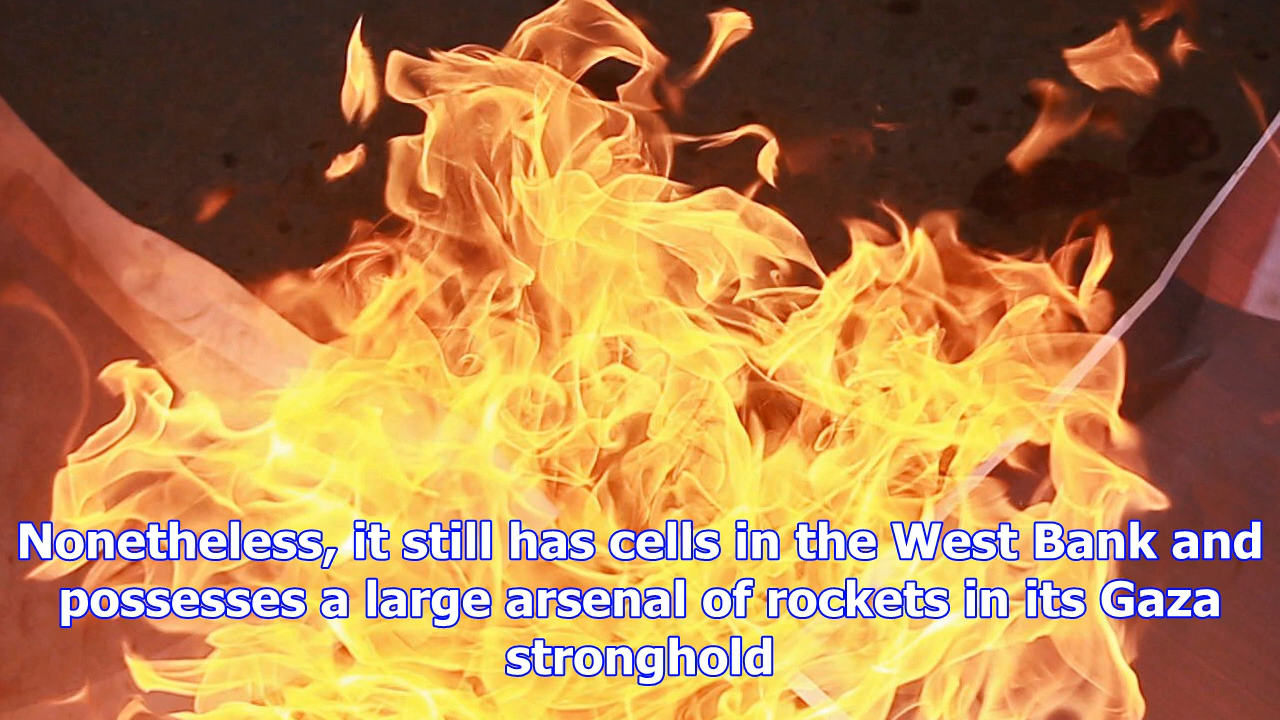 Nonetheless, it still has cells in the West Bank and
possesses a large arsenal of rockets in its Gaza
stronghold